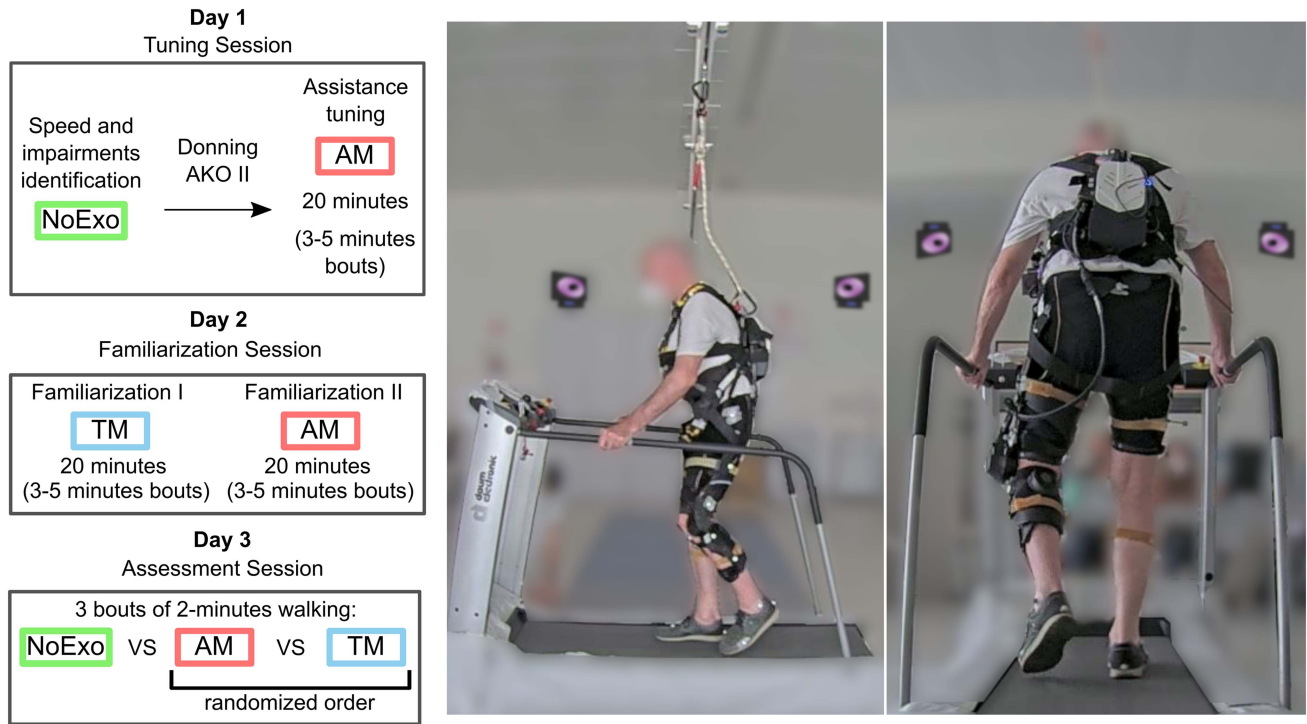 Day 1
Tuning Session
Speed and
impairments
identification
NoExo
Donning
AKO II
Assistance
tuning
AM
20 minutes
(3-5 minutes
bouts)
Day 2
Familiarization Session
Familiarization I
TM
20 minutes
(3-5 minutes bouts)
Familiarization II
AM
20 minutes
(3-5 minutes bouts)
Day 3
Assessment Session
3 bouts of 2-minutes walking:
NoExo VS AM VS TM
randomized order
daum
electronic